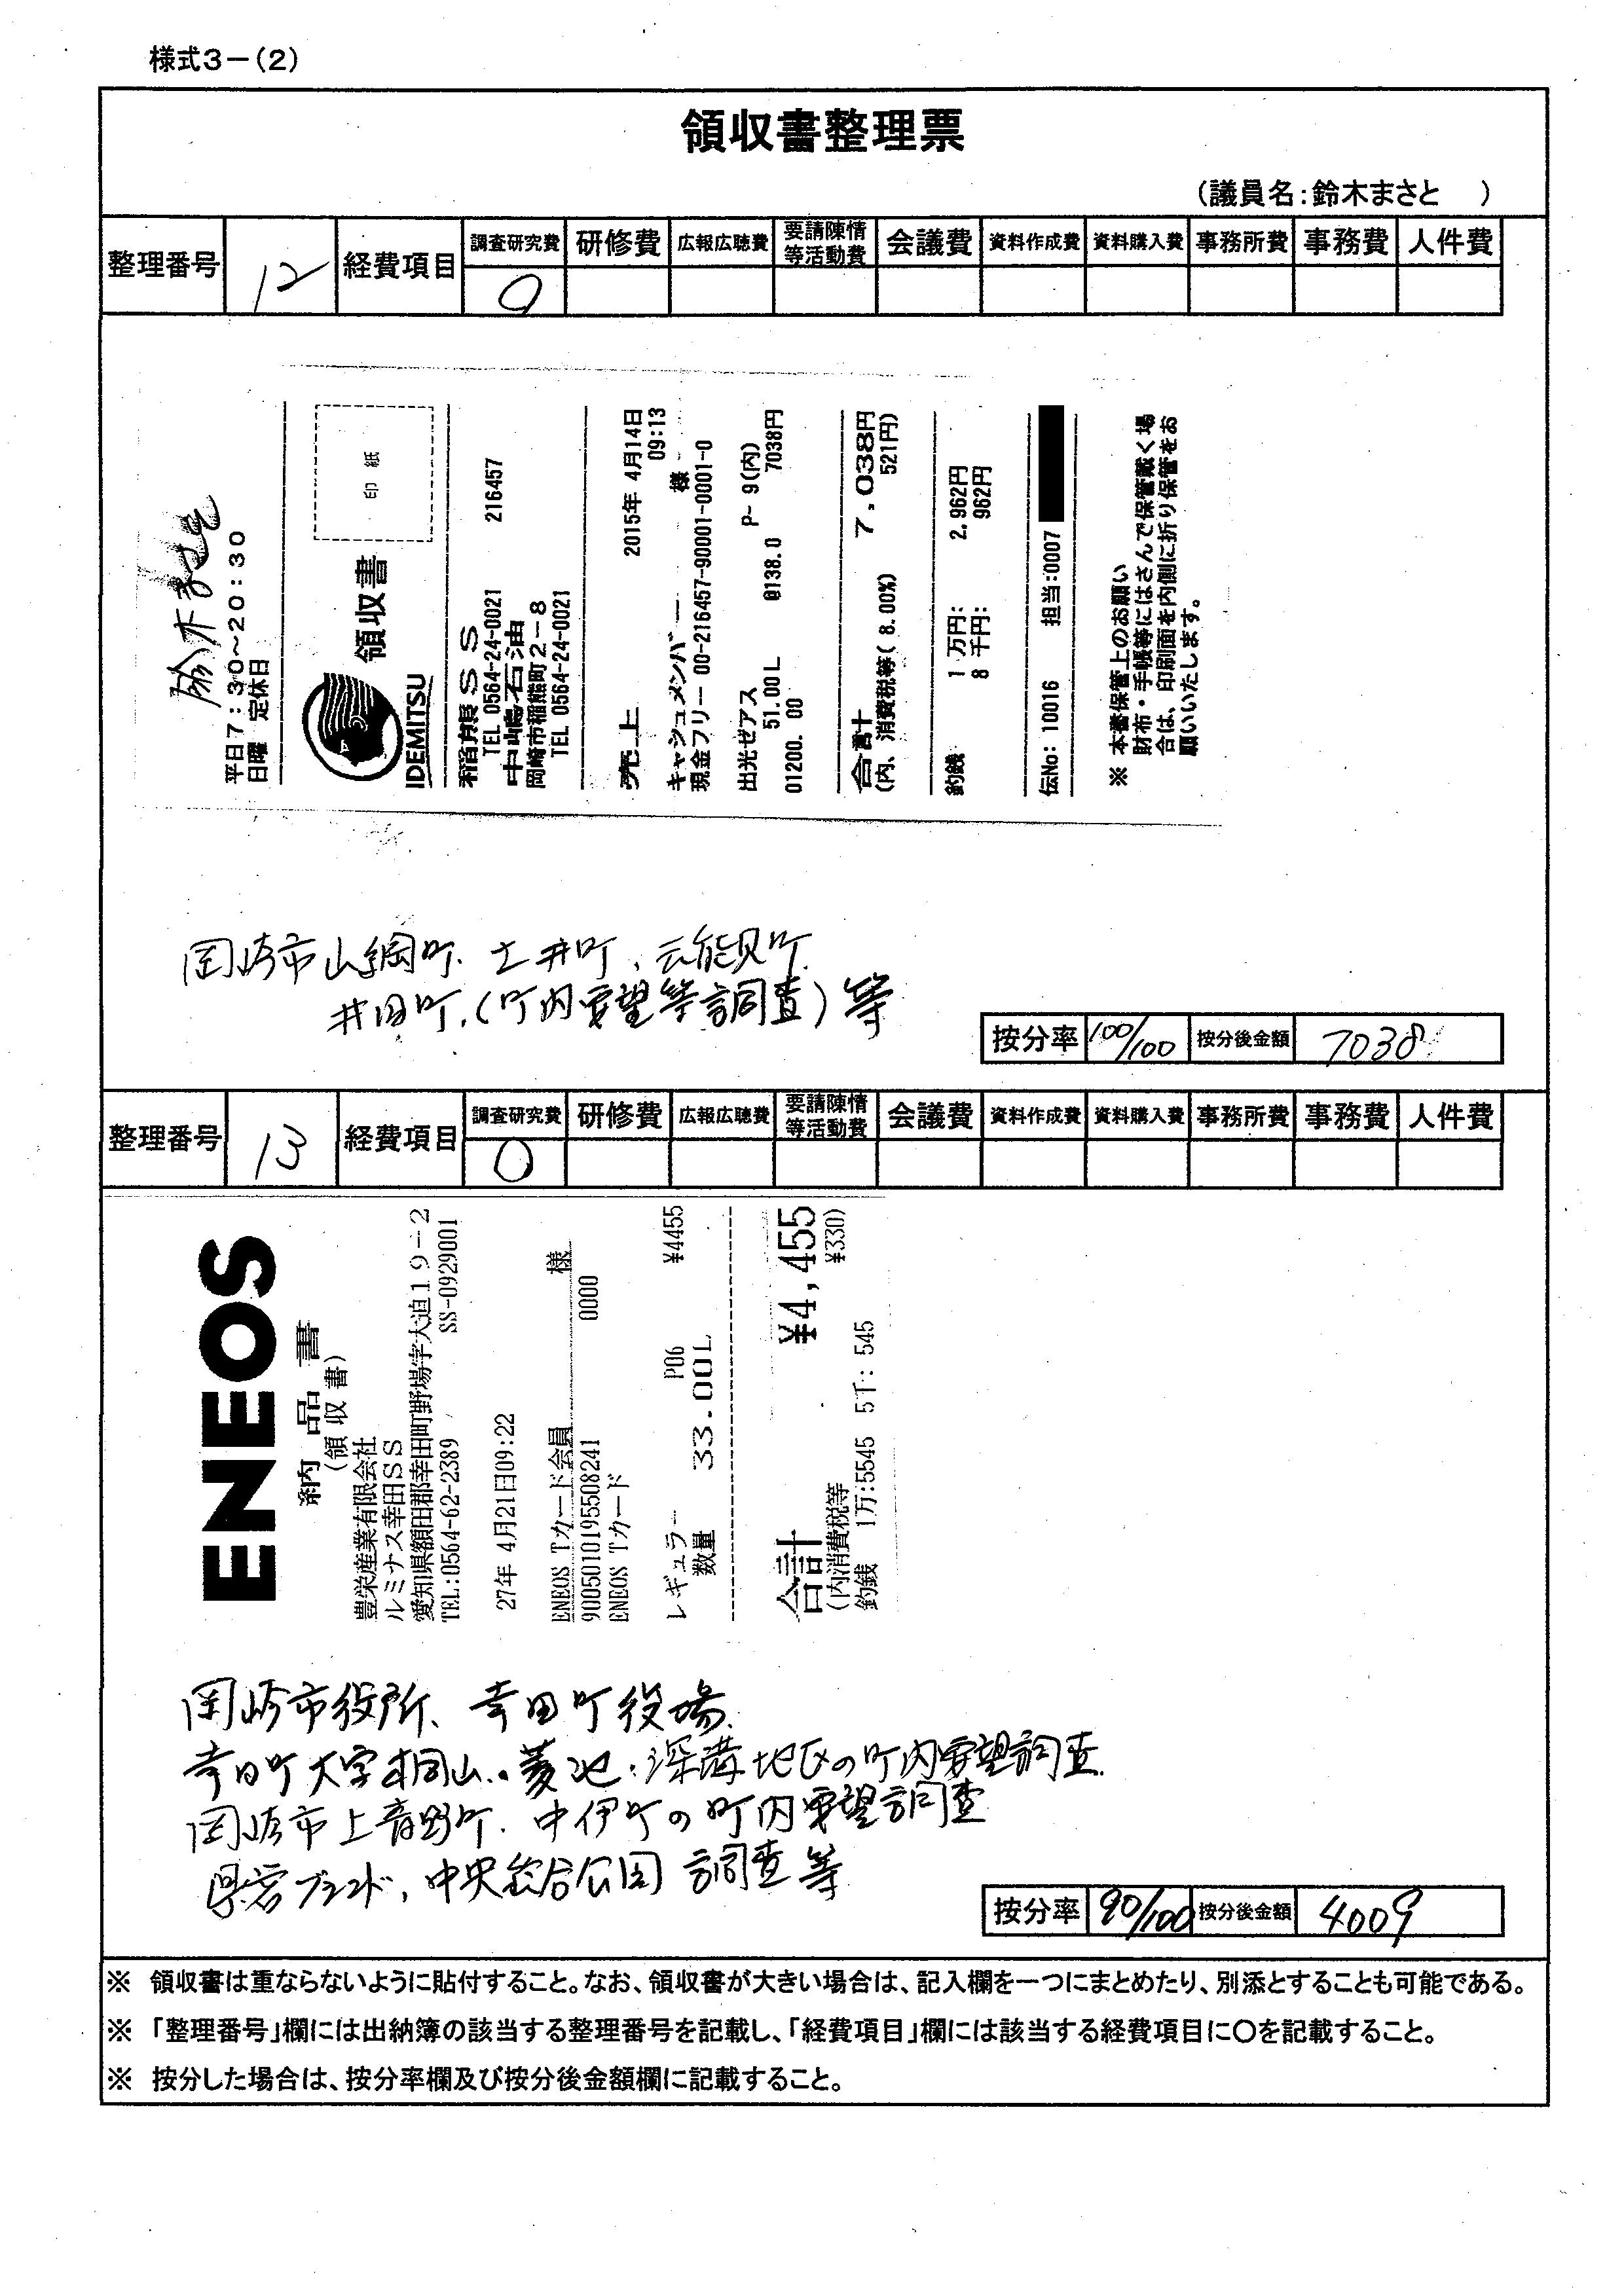 様式3-(2)
領収書整理票
(議員名:鈴木まさと　)
整理番号 12 経費項目 調査研究費 研修費 広報広聴費 要請陳情等活動費 会議費 資料作成費 資料購入費 事務所費 事務費 人件費
○
鈴木まさと
平日7:30~20:30
日曜 定休日
印紙
領収書
IDEMITSU
稲熊SS 216457
TEL 0564-24-0021
中嶋石油
岡崎市稲熊町2-8
TEL 0564-24-0021
売上 2015年 4月14日
09:13
キャッシュメンバー 様
現金フリー 00-216457-90001-0001-0
出光ゼアス P- 9(内)
51.00L @138.0 7038円
01200. 00
合計 7,038円
(内、消費税等( 8.00%) 521円)
釣銭 1万円: 2,962円
8千円: 962円
伝No: 10016 担当:0007
※ 本書保管上のお願い
財布・手帳等にはさんで保管戴く場
合は、印刷面を内側に折り保管をお
願いいたします。
岡崎市山綱町、土井町、元能見町、
井田町、(町内要望等調査)等
按分率 100/100 按分後金額 7038
整理番号 13 経費項目 調査研究費 研修費 広報広聴費 要請陳情等活動費 会議費 資料作成費 資料購入費 事務所費 事務費 人件費
○
ENEOS
納品書
(領収書)
豊栄産業有限会社
ルミナス幸田SS
愛知県額田郡幸田町野場字大迫19-2
TEL:0564-62-2389 SS-0929001
27年 4月21日09:22
ENEOS Tカード会員 様
9005010195508241 0000
ENEOS Tカード
レギュラー P06 ¥4455
数量 33.00L
合計 ¥4,455
(内消費税等 ¥330)
釣銭 1万:5545 5千: 545
岡崎市役所、幸田町役場、
幸田町大字桐山・菱池・深溝地区の町内要望調査、
岡崎市上青野町、中伊町の町内要望調査
県営グランド、中央総合公園 調査等
按分率 90/100 按分後金額 4009
※ 領収書は重ならないように貼付すること。なお、領収書が大きい場合は、記入欄を一つにまとめたり、別添とすることも可能である。
※ 「整理番号」欄には出納簿の該当する整理番号を記載し、「経費項目」欄には該当する経費項目に○を記載すること。
※ 按分した場合は、按分率欄及び按分後金額欄に記載すること。